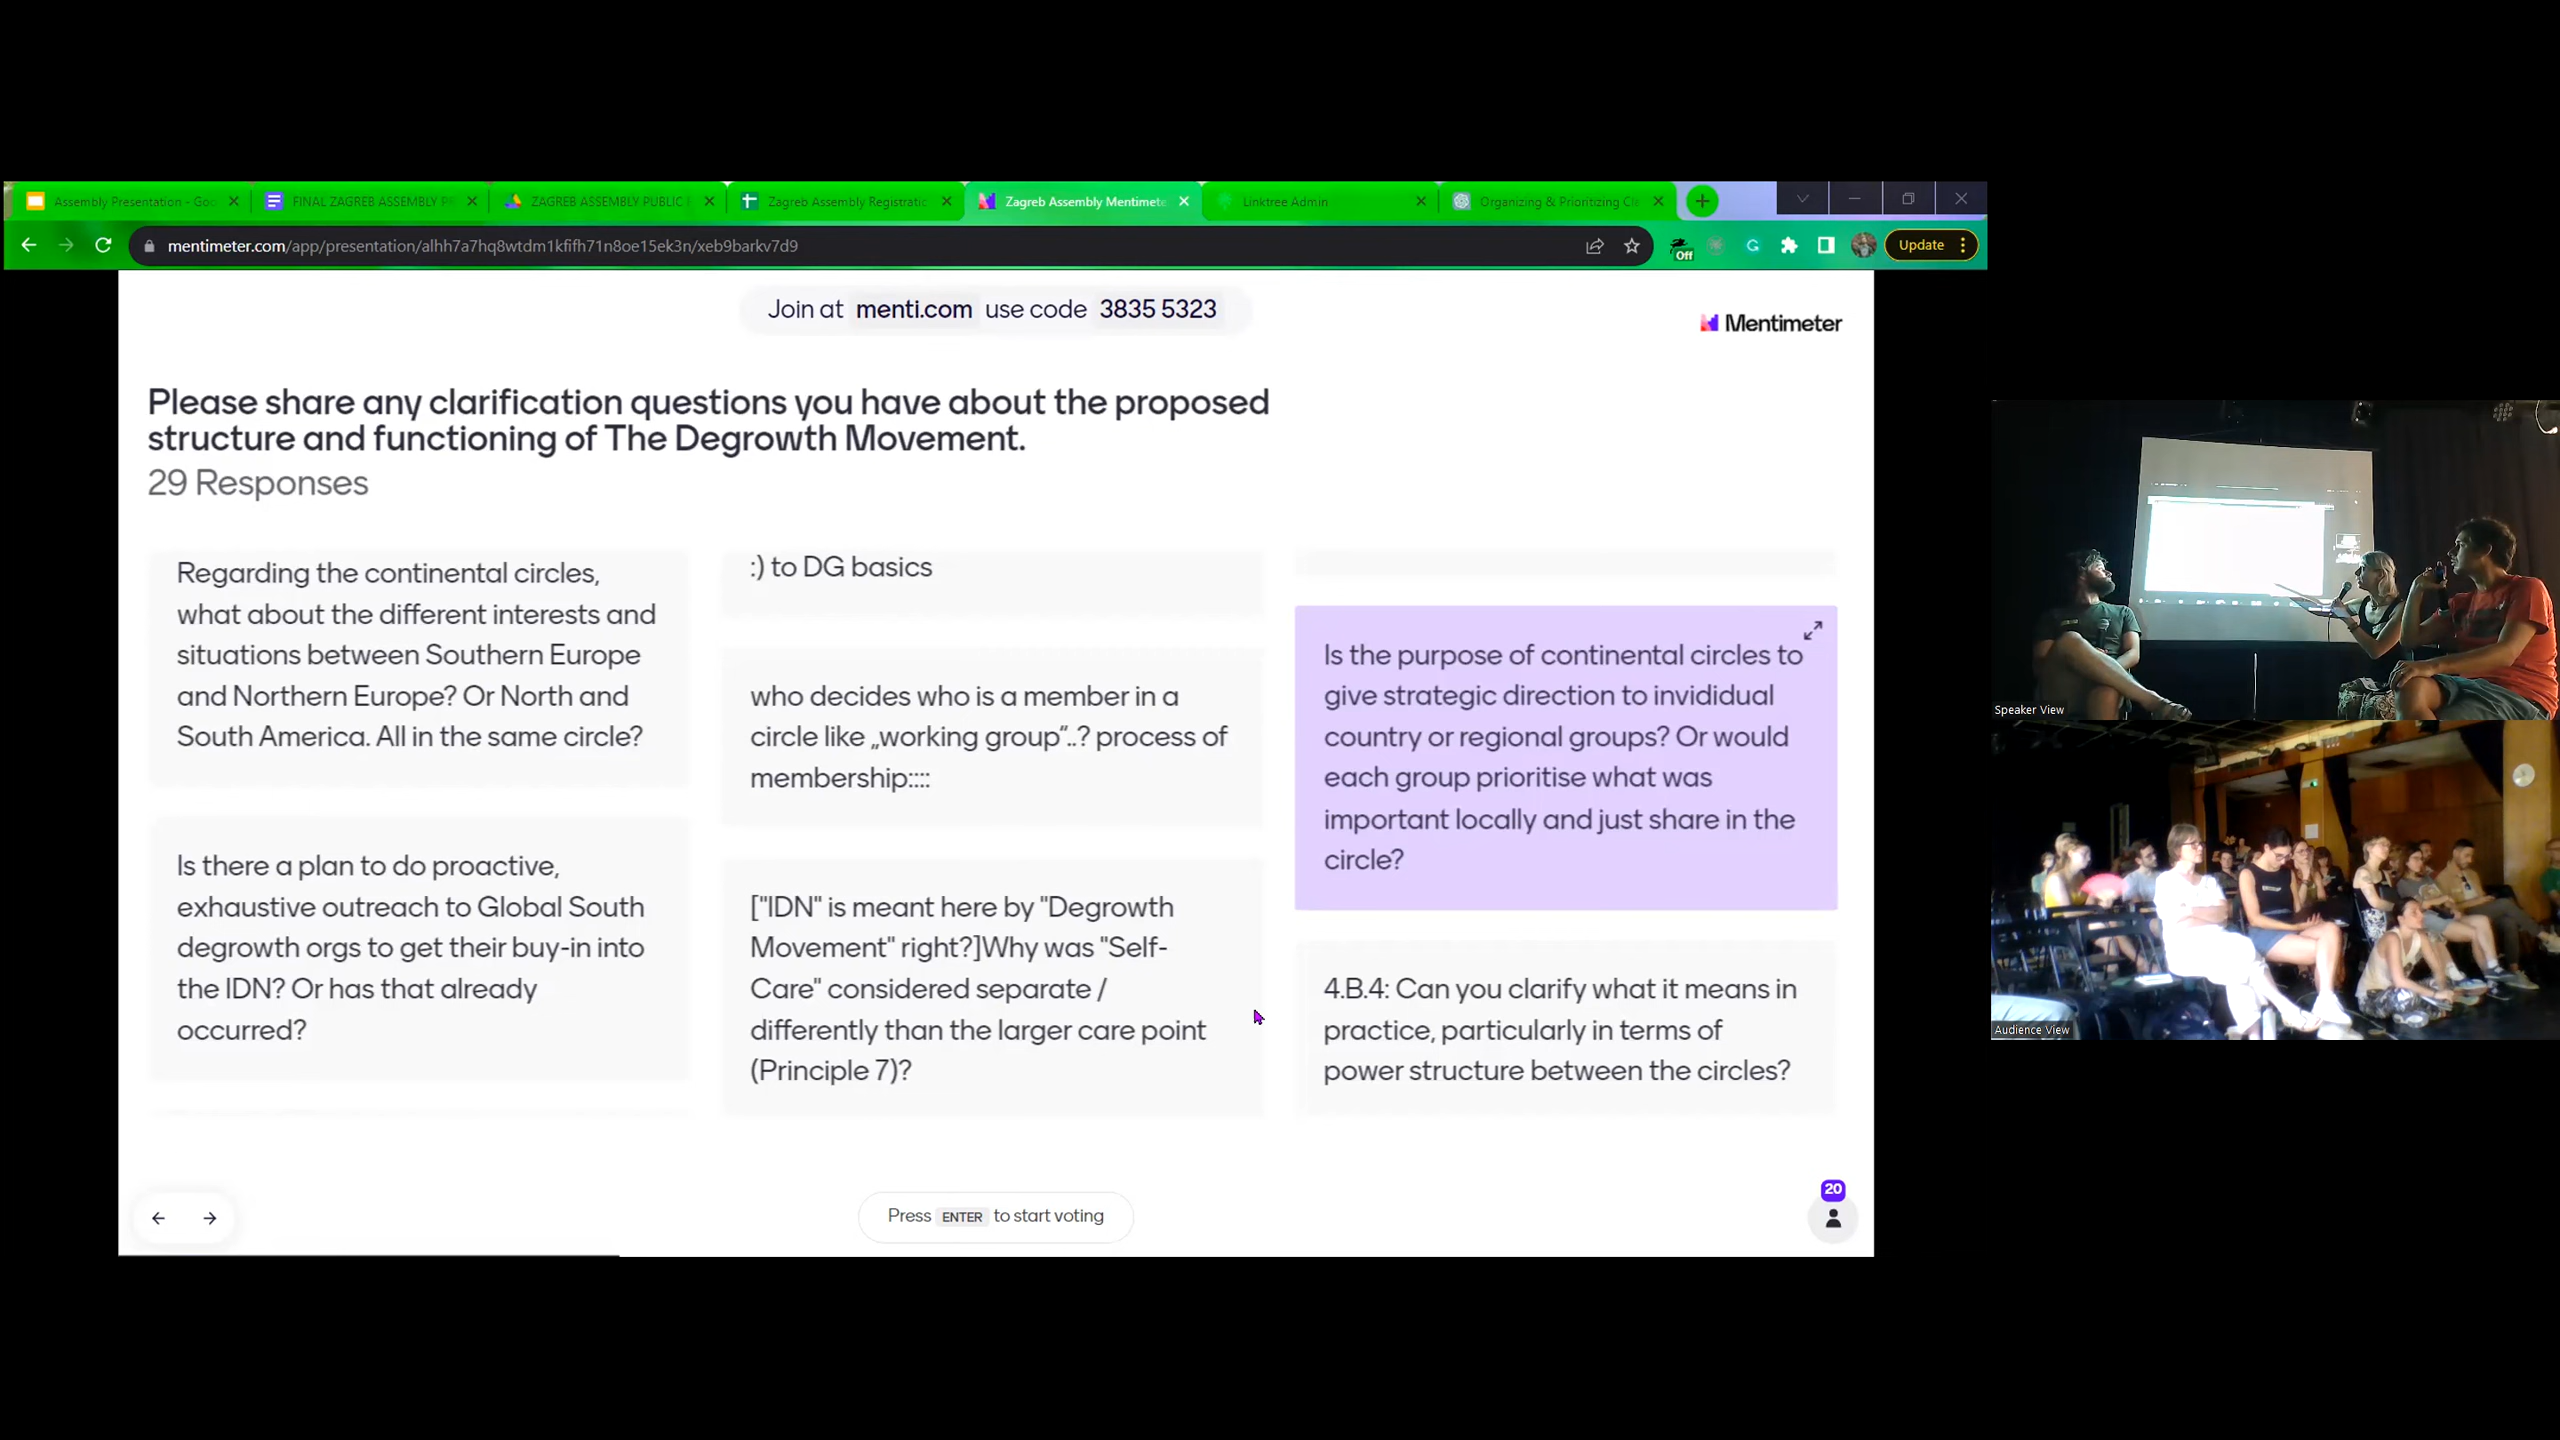 Assembly Presentation - Goo
FINAL ZAGREB ASSEMBLY P
ZAGREB ASSEMBLY PUBLIC
Zagreb Assembly Registratic
Zagreb Assembly Mentimete
Linktree Admin
Organizing & Prioritizing Cl
mentimeter.com/app/presentation/alhh7a7hq8wtdm1kfifh71n8oe15ek3n/xeb9barkv7d9
Off
Update
Join at menti.com use code 3835 5323
Mentimeter
Please share any clarification questions you have about the proposed
structure and functioning of The Degrowth Movement.
29 Responses
Regarding the continental circles,
what about the different interests and
situations between Southern Europe
and Northern Europe? Or North and
South America. All in the same circle?
Is there a plan to do proactive,
exhaustive outreach to Global South
degrowth orgs to get their buy-in into
the IDN? Or has that already
occurred?
:) to DG basics
who decides who is a member in a
circle like „working group“..? process of
membership::::
["IDN" is meant here by "Degrowth
Movement" right?]Why was "Self-
Care" considered separate /
differently than the larger care point
(Principle 7)?
Is the purpose of continental circles to
give strategic direction to invididual
country or regional groups? Or would
each group prioritise what was
important locally and just share in the
circle?
4.B.4: Can you clarify what it means in
practice, particularly in terms of
power structure between the circles?
Press ENTER to start voting
20
Speaker View
Audience View